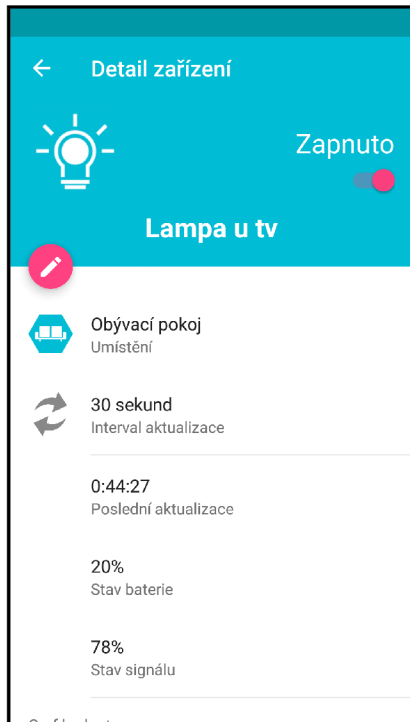 Detail zařízení
Zapnuto
Lampa u tv
Obývací pokoj
Umístění
30 sekund
Interval aktualizace
0:44:27
Poslední aktualizace
20%
Stav baterie
78%
Stav signálu